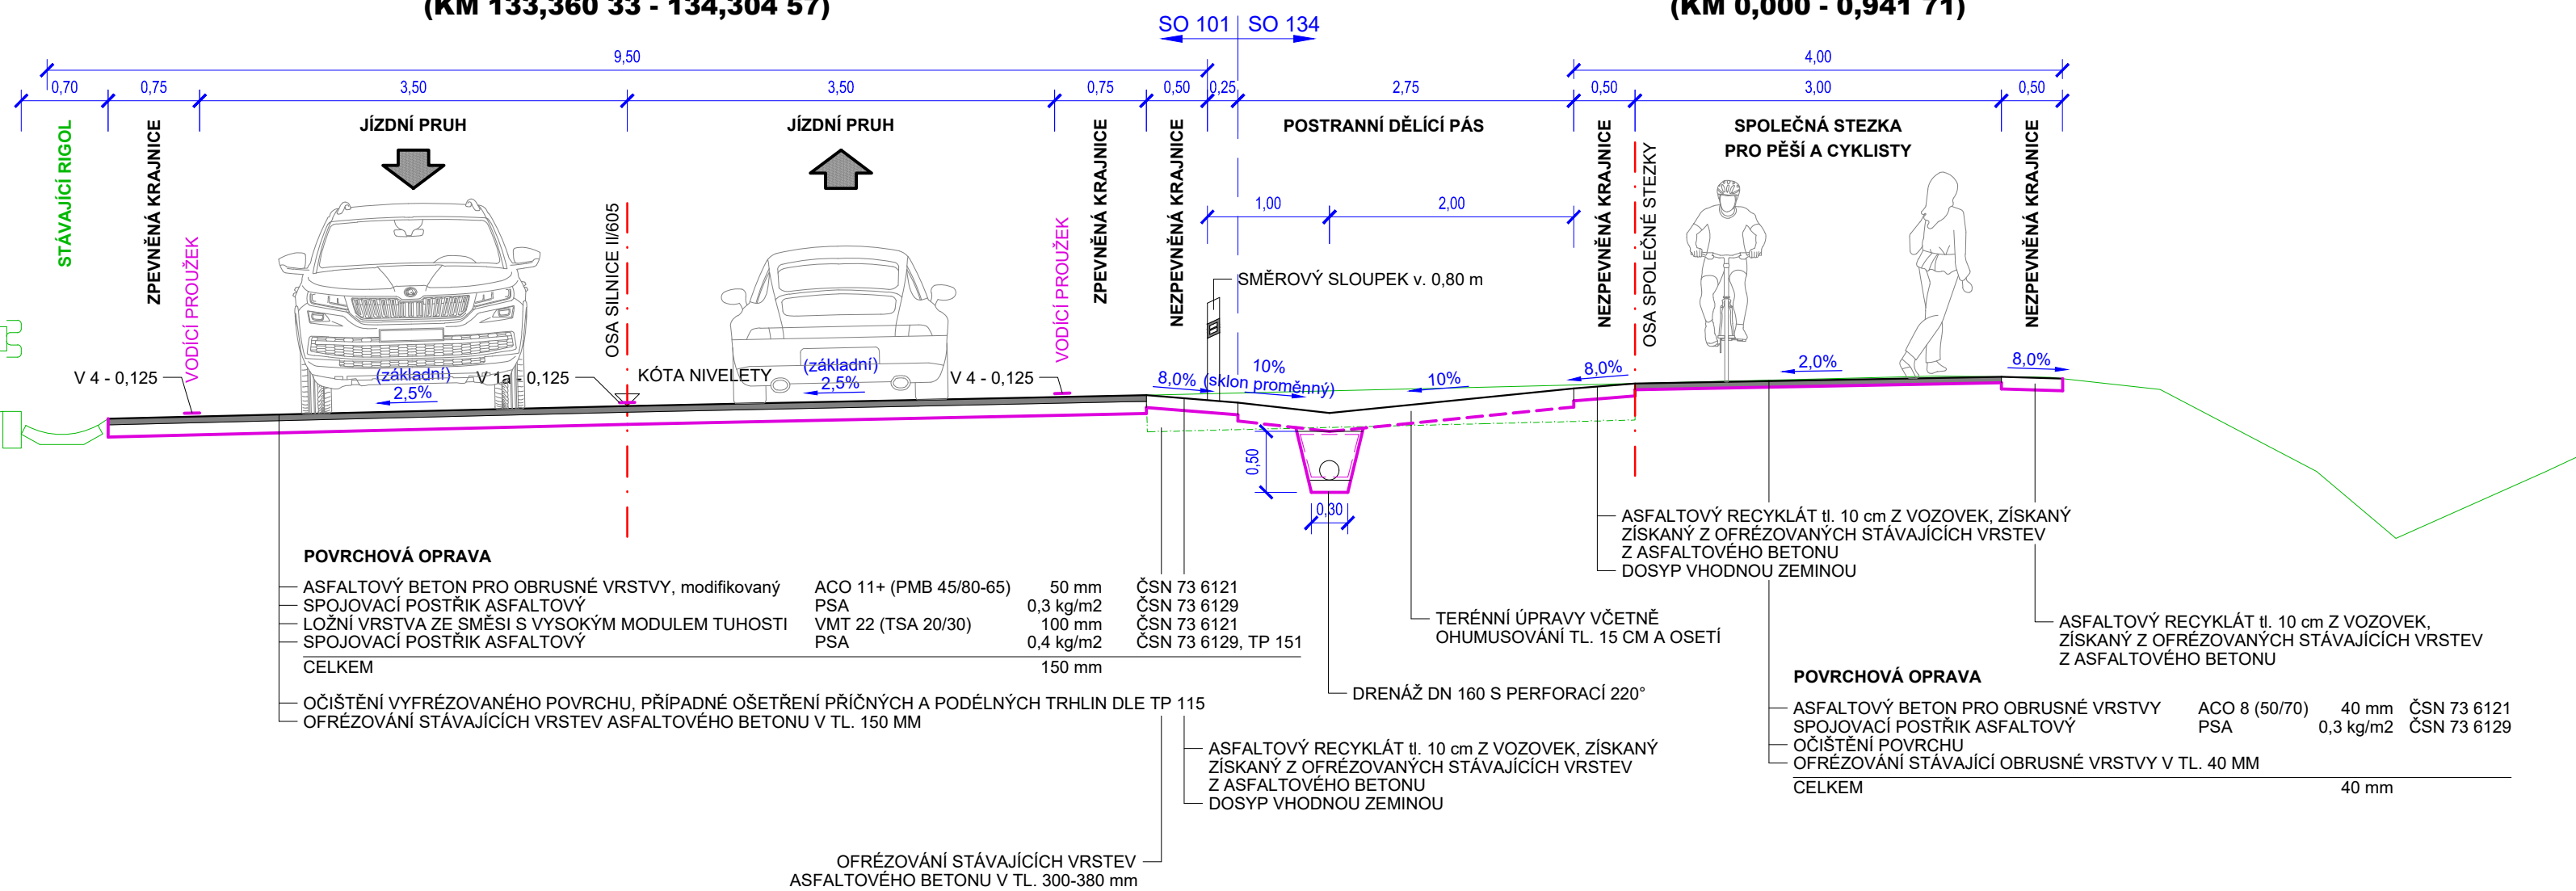 (KM 133,360 33 - 134,304 57)
(KM 0,000 - 0,941 71)
SO 101 SO 134
9,50
4,00
0,70 0,75 3,50 3,50 0,75 0,50 0,25 2,75 0,50 3,00 0,50
STÁVAJÍCÍ RIGOL
ZPEVNĚNÁ KRAJNICE
VODÍCÍ PROUŽEK
JÍZDNÍ PRUH
OSA SILNICE II/605
JÍZDNÍ PRUH
VODÍCÍ PROUŽEK
ZPEVNĚNÁ KRAJNICE
NEZPEVNĚNÁ KRAJNICE
POSTRANNÍ DĚLÍCÍ PÁS
NEZPEVNĚNÁ KRAJNICE
OSA SPOLEČNÉ STEZKY
SPOLEČNÁ STEZKA
PRO PĚŠÍ A CYKLISTY
NEZPEVNĚNÁ KRAJNICE
1,00 2,00
SMĚROVÝ SLOUPEK v. 0,80 m
V 4 - 0,125
(základní)
2,5%
V 1a - 0,125
KÓTA NIVELETY
(základní)
2,5%
V 4 - 0,125
8,0%
10%
(sklon proměnný)
10%
8,0%
2,0%
8,0%
0,50
0,30
POVRCHOVÁ OPRAVA
ASFALTOVÝ BETON PRO OBRUSNÉ VRSTVY, modifikovaný ACO 11+ (PMB 45/80-65) 50 mm ČSN 73 6121
SPOJOVACÍ POSTŘIK ASFALTOVÝ PSA 0,3 kg/m2 ČSN 73 6129
LOŽNÍ VRSTVA ZE SMĚSI S VYSOKÝM MODULEM TUHOSTI VMT 22 (TSA 20/30) 100 mm ČSN 73 6121
SPOJOVACÍ POSTŘIK ASFALTOVÝ PSA 0,4 kg/m2 ČSN 73 6129, TP 151
CELKEM 150 mm
OČIŠTĚNÍ VYFRÉZOVANÉHO POVRCHU, PŘÍPADNÉ OŠETŘENÍ PŘÍČNÝCH A PODÉLNÝCH TRHLIN DLE TP 115
OFRÉZOVÁNÍ STÁVAJÍCÍCH VRSTEV ASFALTOVÉHO BETONU V TL. 150 MM
OFRÉZOVÁNÍ STÁVAJÍCÍCH VRSTEV
ASFALTOVÉHO BETONU V TL. 300-380 mm
ASFALTOVÝ RECYKLÁT tl. 10 cm Z VOZOVEK, ZÍSKANÝ
ZÍSKANÝ Z OFRÉZOVANÝCH STÁVAJÍCÍCH VRSTEV
Z ASFALTOVÉHO BETONU
DOSYP VHODNOU ZEMINOU
DRENÁŽ DN 160 S PERFORACÍ 220°
TERÉNNÍ ÚPRAVY VČETNĚ
OHUMUSOVÁNÍ TL. 15 CM A OSETÍ
ASFALTOVÝ RECYKLÁT tl. 10 cm Z VOZOVEK, ZÍSKANÝ
ZÍSKANÝ Z OFRÉZOVANÝCH STÁVAJÍCÍCH VRSTEV
Z ASFALTOVÉHO BETONU
DOSYP VHODNOU ZEMINOU
ASFALTOVÝ RECYKLÁT tl. 10 cm Z VOZOVEK,
ZÍSKANÝ Z OFRÉZOVANÝCH STÁVAJÍCÍCH VRSTEV
Z ASFALTOVÉHO BETONU
POVRCHOVÁ OPRAVA
ASFALTOVÝ BETON PRO OBRUSNÉ VRSTVY ACO 8 (50/70) 40 mm ČSN 73 6121
SPOJOVACÍ POSTŘIK ASFALTOVÝ PSA 0,3 kg/m2 ČSN 73 6129
OČIŠTĚNÍ POVRCHU
OFRÉZOVÁNÍ STÁVAJÍCÍ OBRUSNÉ VRSTVY V TL. 40 MM
CELKEM 40 mm